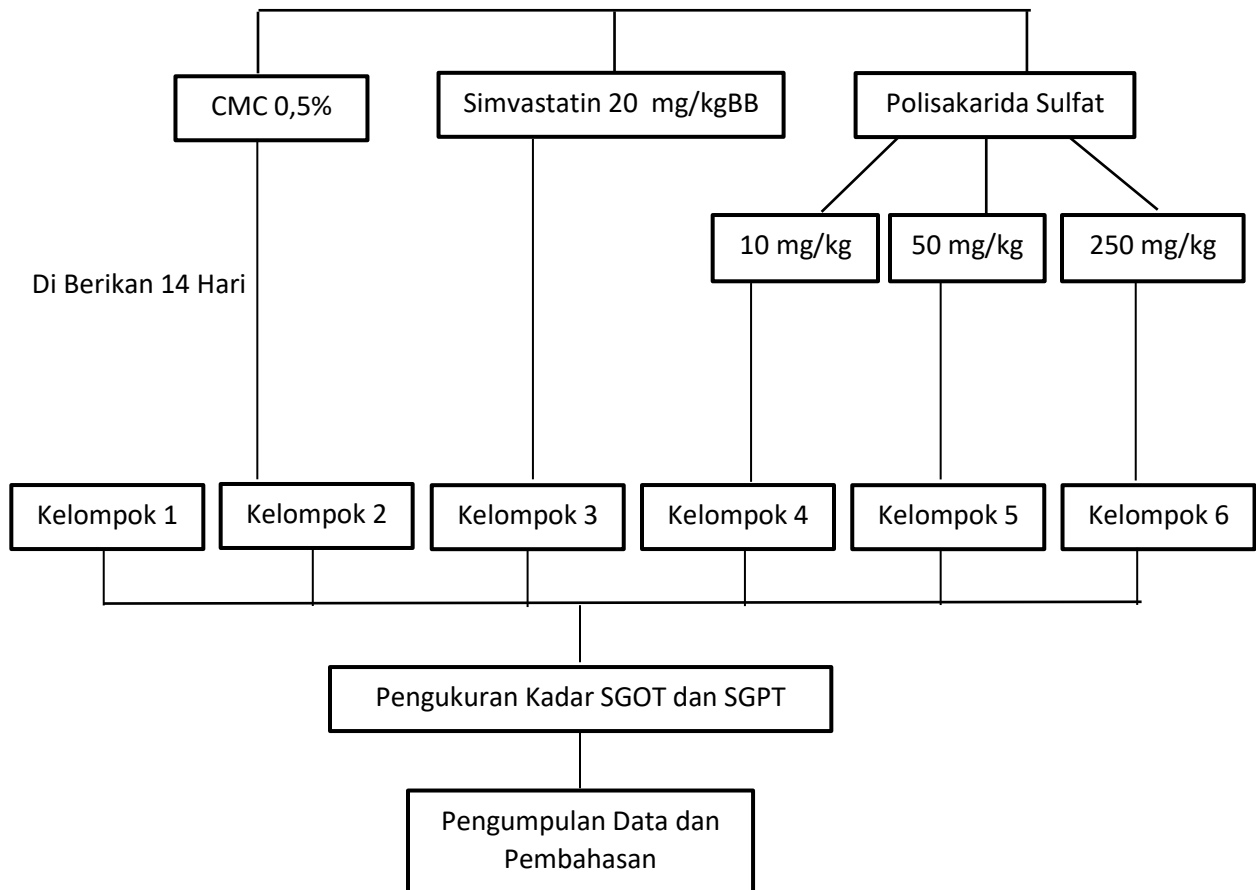 CMC 0,5%
Simvastatin 20 mg/kgBB
Polisakarida Sulfat
10 mg/kg
50 mg/kg
250 mg/kg
Di Berikan 14 Hari
Kelompok 1
Kelompok 2
Kelompok 3
Kelompok 4
Kelompok 5
Kelompok 6
Pengukuran Kadar SGOT dan SGPT
Pengumpulan Data dan
Pembahasan